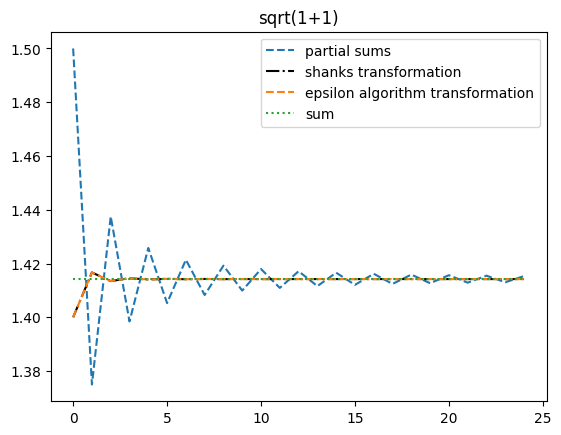 sqrt(1+1)
partial sums
shanks transformation
epsilon algorithm transformation
sum
1.50
1.48
1.46
1.44
1.42
1.40
1.38
0 5 10 15 20 25